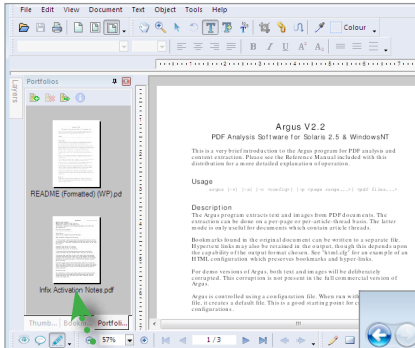 File Edit View Document Text Object Tools Help
Colour
Portfolios
Layers
README (Formatted) (WP).pd
Infix Activation Notes.pdf
Thumb... Bookm... Portfoli...
57%
1 / 3
Argus V2.2
PDF Analysis Software for Solaris 2.5 & WindowsNT
This is a very brief introduction to the Argus program for PDF analysis and
content extraction. Please see the Reference Manual included with this
distribution for a more detailed explanation of operation.
Usage
Description
The Argus program extracts text and images from PDF documents. The
extraction can be done on a per-page or per-article-thread basis. The latter
mode is only useful for documents which contain article threads.
Bookmarks found in the original document can be written to a separate file.
Hypertext links may also be retained in the output, though this depends upon
the capability of the output format chosen. See "html.cfg" for an example of an
HTML configuration which preserves bookmarks and hyper-links.
For demo versions of Argus, both text and images will be deliberately
corrupted. This corruption is not present in the full commercial version of
Argus.
Argus is controlled using a configuration file. When run with
file, it creates a default file. This is a good starting point for c
configurations.